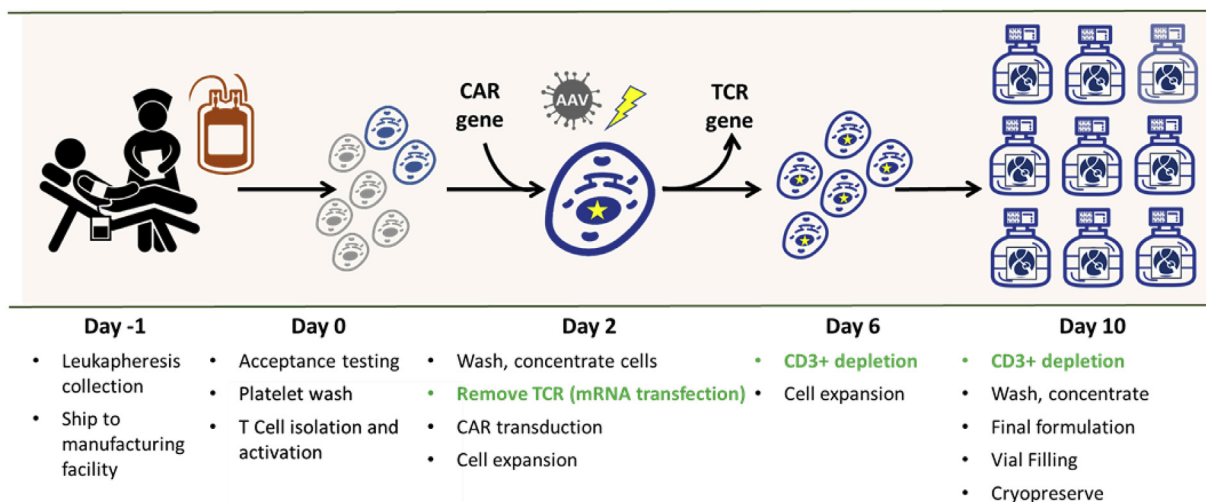 CAR
gene
AAV
TCR
gene
Day -1
• Leukapheresis
collection
• Ship to
manufacturing
facility
Day 0
• Acceptance testing
• Platelet wash
• T Cell isolation and
activation
Day 2
• Wash, concentrate cells
• Remove TCR (mRNA transfection)
• CAR transduction
• Cell expansion
Day 6
• CD3+ depletion
• Cell expansion
Day 10
• CD3+ depletion
• Wash, concentrate
• Final formulation
• Vial Filling
• Cryopreserve